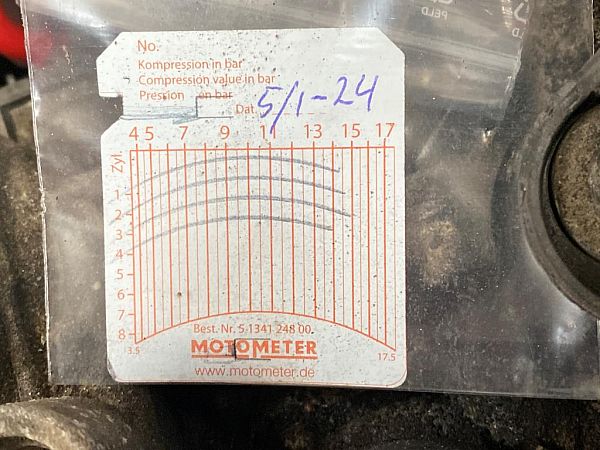 No.
Kompression in bar
Compression value in bar
Pression en bar
Dat. 5/1-24
4 5 7 9 11 13 15 17
Zyl.
1
2
3
4
5
6
7
8
3.5 17.5
Best. Nr. 5 1341 248 00
MOTOMETER
www.motometer.de